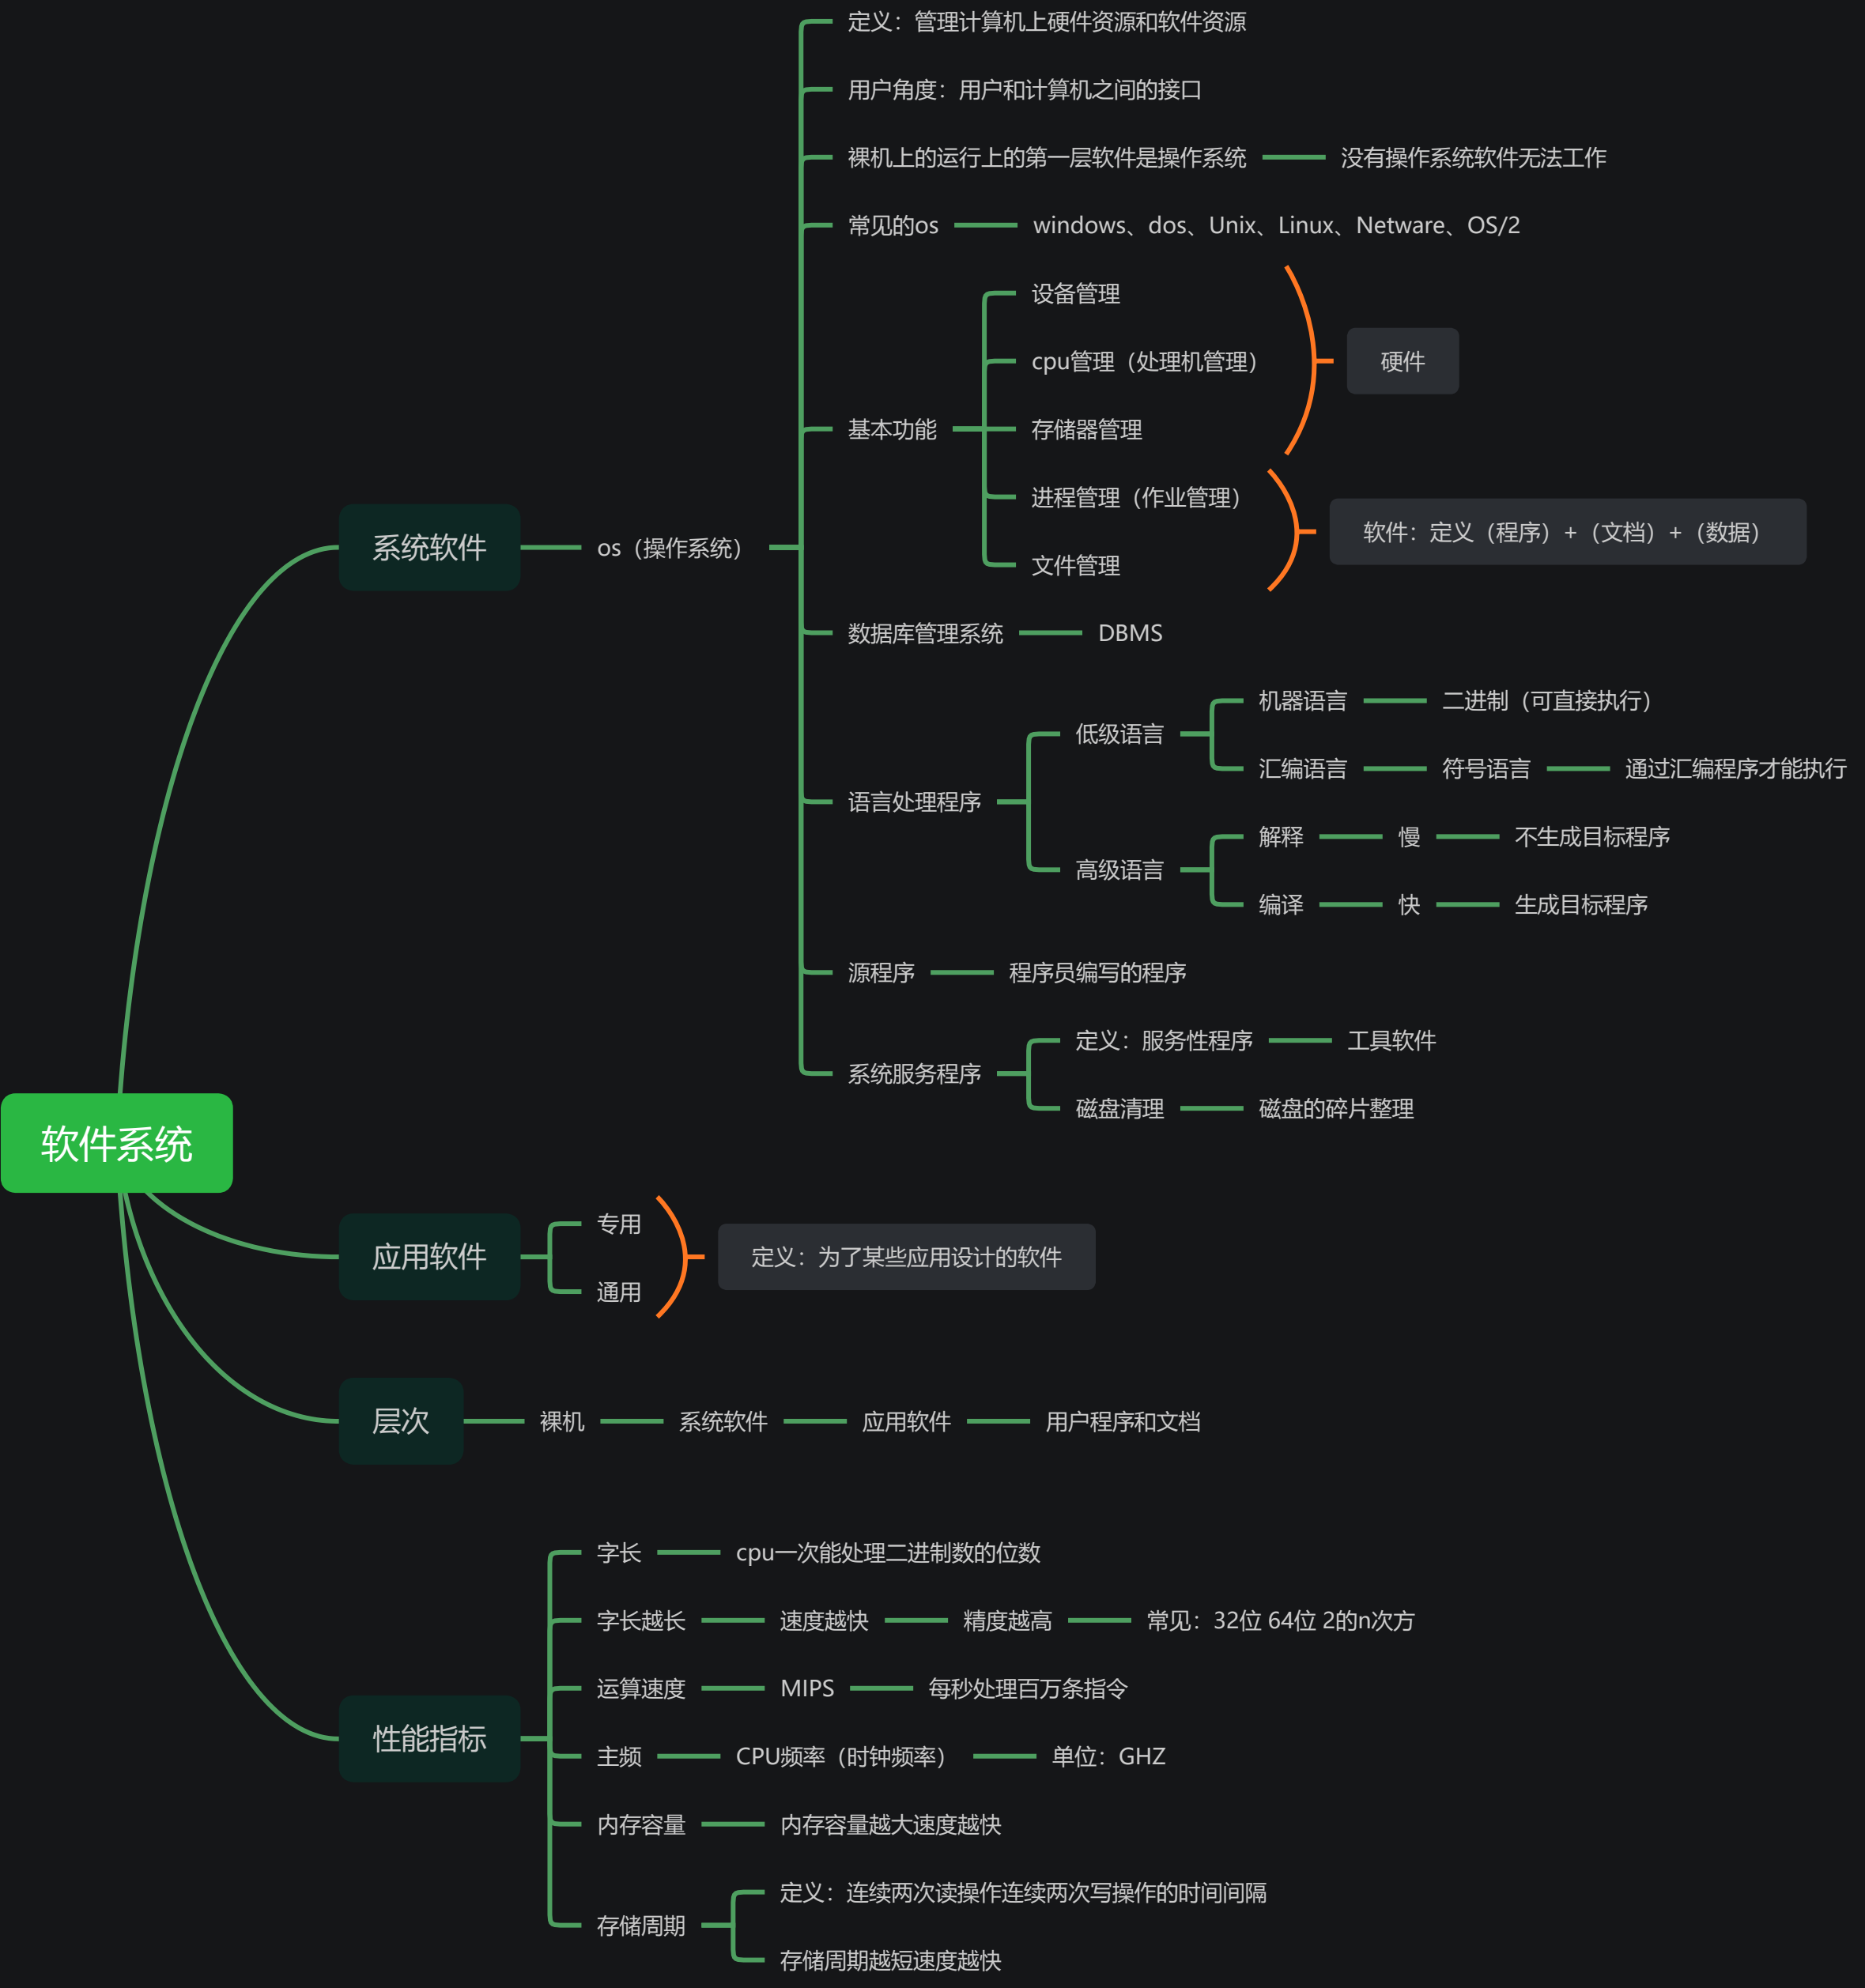 定义：管理计算机上硬件资源和软件资源
用户角度：用户和计算机之间的接口
裸机上的运行上的第一层软件是操作系统 没有操作系统软件无法工作
常见的os windows、dos、Unix、Linux、Netware、OS/2
设备管理
cpu管理（处理机管理）
硬件
基本功能
存储器管理
进程管理（作业管理）
软件：定义（程序）+（文档）+（数据）
系统软件
os（操作系统）
文件管理
数据库管理系统 DBMS
机器语言 二进制（可直接执行）
低级语言
汇编语言 符号语言 通过汇编程序才能执行
语言处理程序
解释 慢 不生成目标程序
高级语言
编译 快 生成目标程序
源程序 程序员编写的程序
定义：服务性程序 工具软件
系统服务程序
磁盘清理 磁盘的碎片整理
软件系统
专用
应用软件
定义：为了某些应用设计的软件
通用
层次 裸机 系统软件 应用软件 用户程序和文档
字长 cpu一次能处理二进制数的位数
字长越长 速度越快 精度越高 常见：32位 64位 2的n次方
运算速度 MIPS 每秒处理百万条指令
性能指标
主频 CPU频率（时钟频率） 单位：GHZ
内存容量 内存容量越大速度越快
定义：连续两次读操作连续两次写操作的时间间隔
存储周期
存储周期越短速度越快